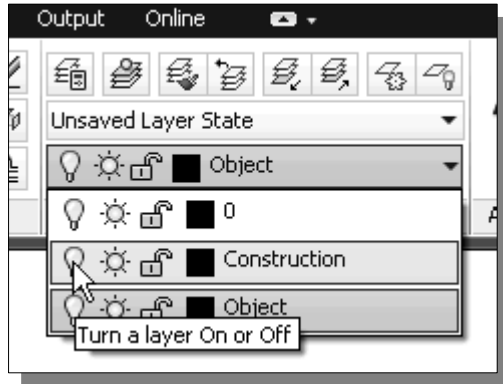 Output Online
Unsaved Layer State
Object
0
Construction
Object
Turn a layer On or Off